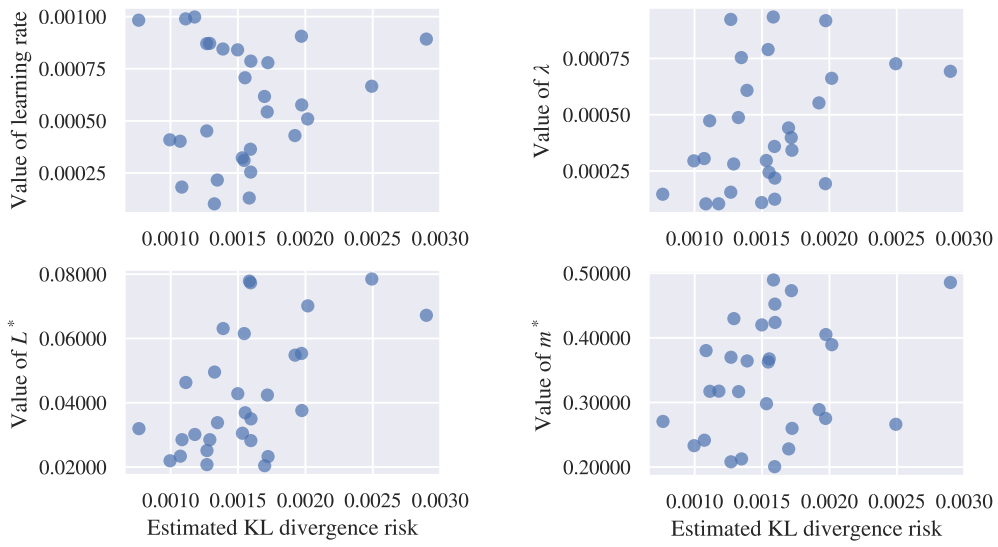 Value of learning rate
0.00100
0.00075
0.00050
0.00025
0.0010 0.0015 0.0020 0.0025 0.0030
Value of λ
0.00075
0.00050
0.00025
0.0010 0.0015 0.0020 0.0025 0.0030
Value of L*
0.08000
0.06000
0.04000
0.02000
0.0010 0.0015 0.0020 0.0025 0.0030
Estimated KL divergence risk
Value of m*
0.50000
0.40000
0.30000
0.20000
0.0010 0.0015 0.0020 0.0025 0.0030
Estimated KL divergence risk